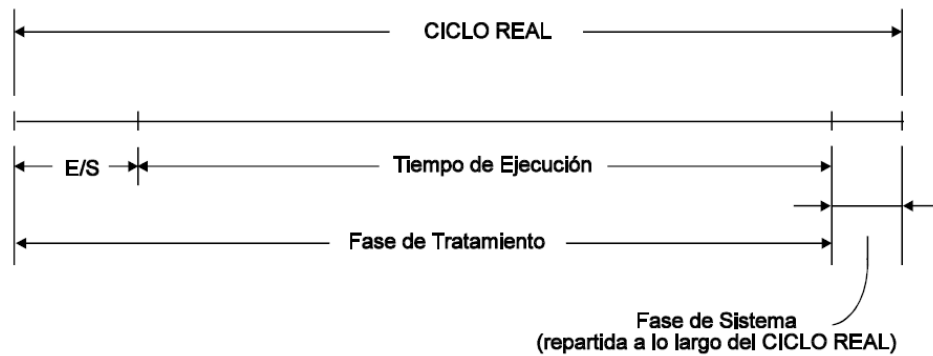 CICLO REAL
E/S
Tiempo de Ejecución
Fase de Tratamiento
Fase de Sistema
(repartida a lo largo del CICLO REAL)